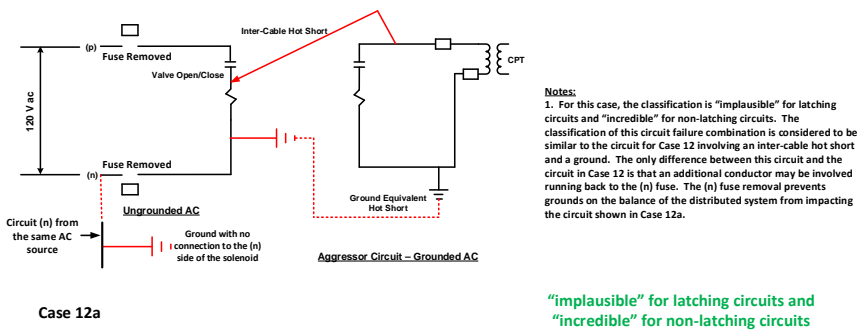 Inter-Cable Hot Short
(p)
Fuse Removed
CPT
Valve Open/Close
120 V ac
Fuse Removed
(n)
Ungrounded AC
Ground Equivalent
Hot Short
Circuit (n) from
the same AC
source
Ground with no
connection to the (n)
side of the solenoid
Aggressor Circuit – Grounded AC
Notes:
1. For this case, the classification is “implausible” for latching
circuits and “incredible” for non-latching circuits. The
classification of this circuit failure combination is considered to be
similar to the circuit for Case 12 involving an inter-cable hot short
and a ground. The only difference between this circuit and the
circuit in Case 12 is that an additional conductor may be involved
running back to the (n) fuse. The (n) fuse removal prevents
grounds on the balance of the distributed system from impacting
the circuit shown in Case 12a.
Case 12a
“implausible” for latching circuits and
“incredible” for non-latching circuits